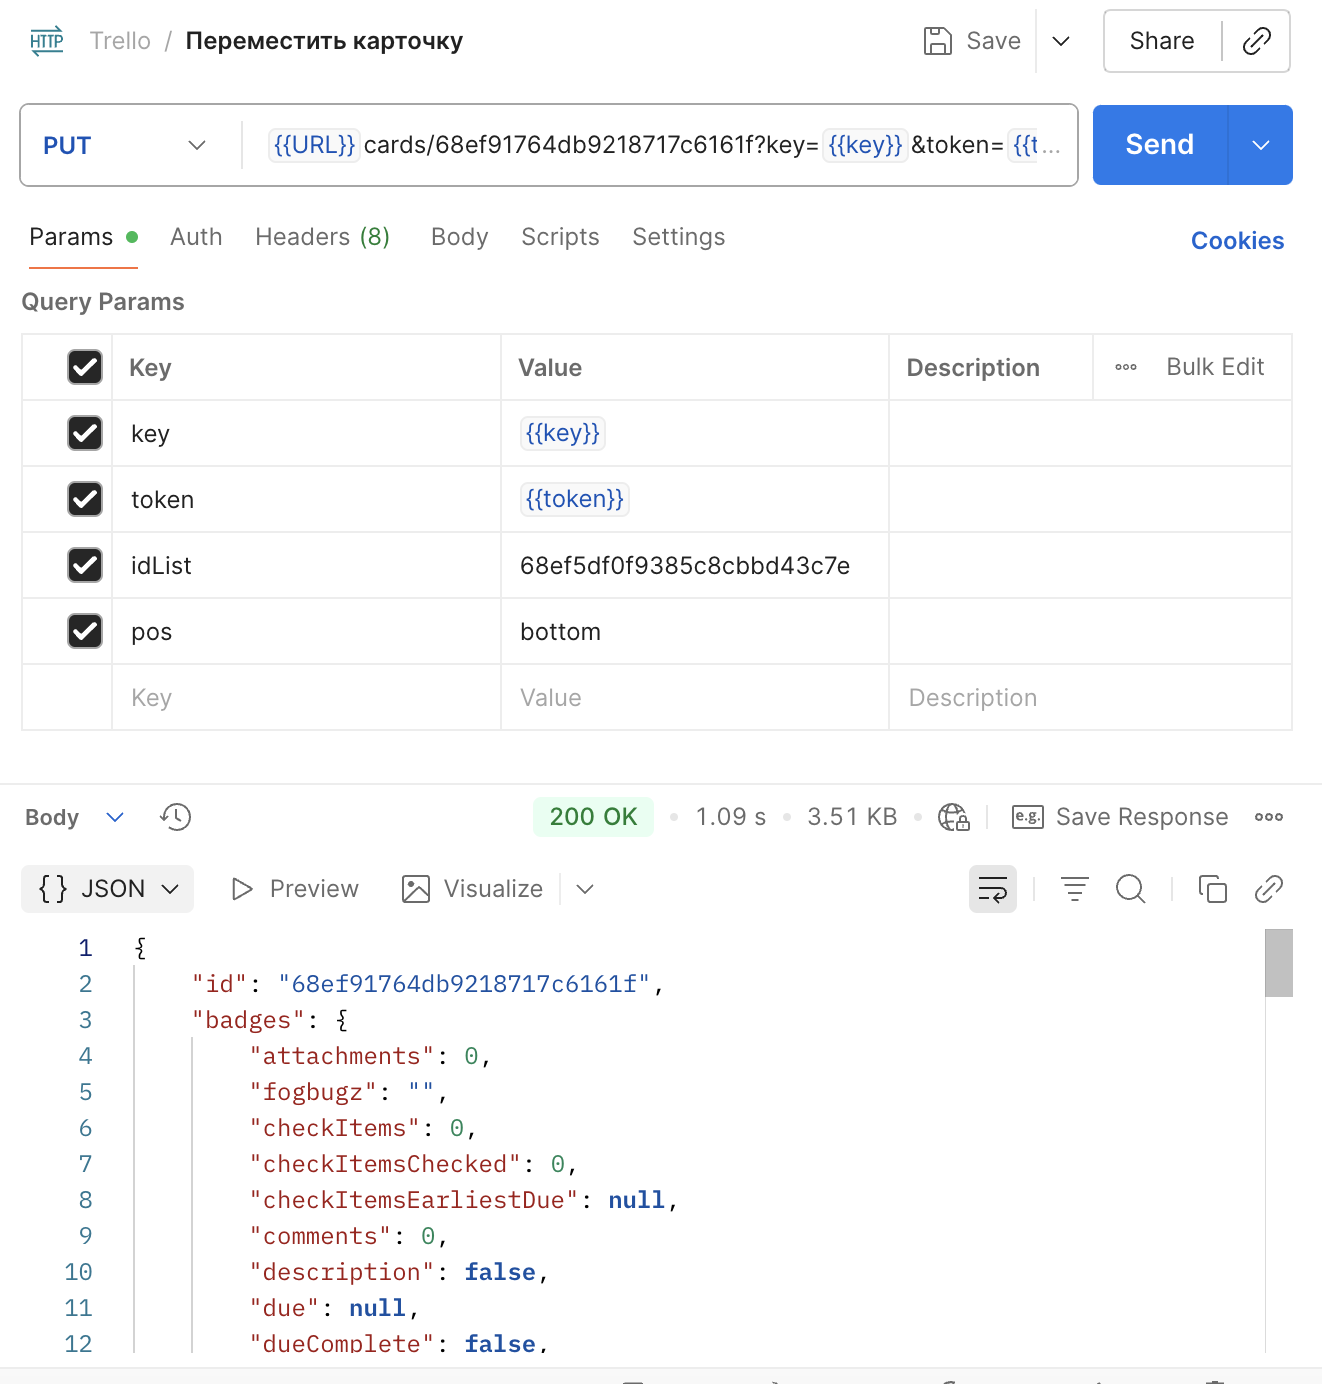 HTTP Trello / Переместить карточку Save Share
PUT {{URL}} cards/68ef91764db9218717c6161f?key= {{key}} &token= {{t ...
Send
Params Auth Headers (8) Body Scripts Settings Cookies
Query Params
Key Value Description Bulk Edit
key {{key}}
token {{token}}
idList 68ef5df0f9385c8cbbd43c7e
pos bottom
Key Value Description
Body 200 OK 1.09 s 3.51 KB e.g. Save Response
{} JSON Preview Visualize
1 {
2 "id": "68ef91764db9218717c6161f",
3 "badges": {
4 "attachments": 0,
5 "fogbugz": "",
6 "checkItems": 0,
7 "checkItemsChecked": 0,
8 "checkItemsEarliestDue": null,
9 "comments": 0,
10 "description": false,
11 "due": null,
12 "dueComplete": false,